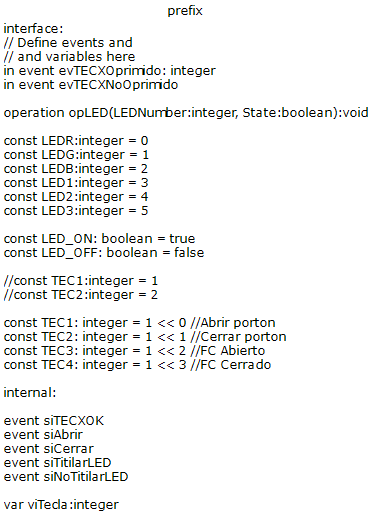 prefix
interface:
// Define events and
// and variables here
in event evTECXOprimido: integer
in event evTECXNoOprimido
operation opLED(LEDNumber:integer, State:boolean):void
const LEDR:integer = 0
const LEDG:integer = 1
const LEDB:integer = 2
const LED1:integer = 3
const LED2:integer = 4
const LED3:integer = 5
const LED_ON: boolean = true
const LED_OFF: boolean = false
//const TEC1:integer = 1
//const TEC2:integer = 2
const TEC1: integer = 1 << 0 //Abrir porton
const TEC2: integer = 1 << 1 //Cerrar porton
const TEC3: integer = 1 << 2 //FC Abierto
const TEC4: integer = 1 << 3 //FC Cerrado
internal:
event siTECXOK
event siAbrir
event siCerrar
event siTitilarLED
event siNoTitilarLED
var viTecla:integer